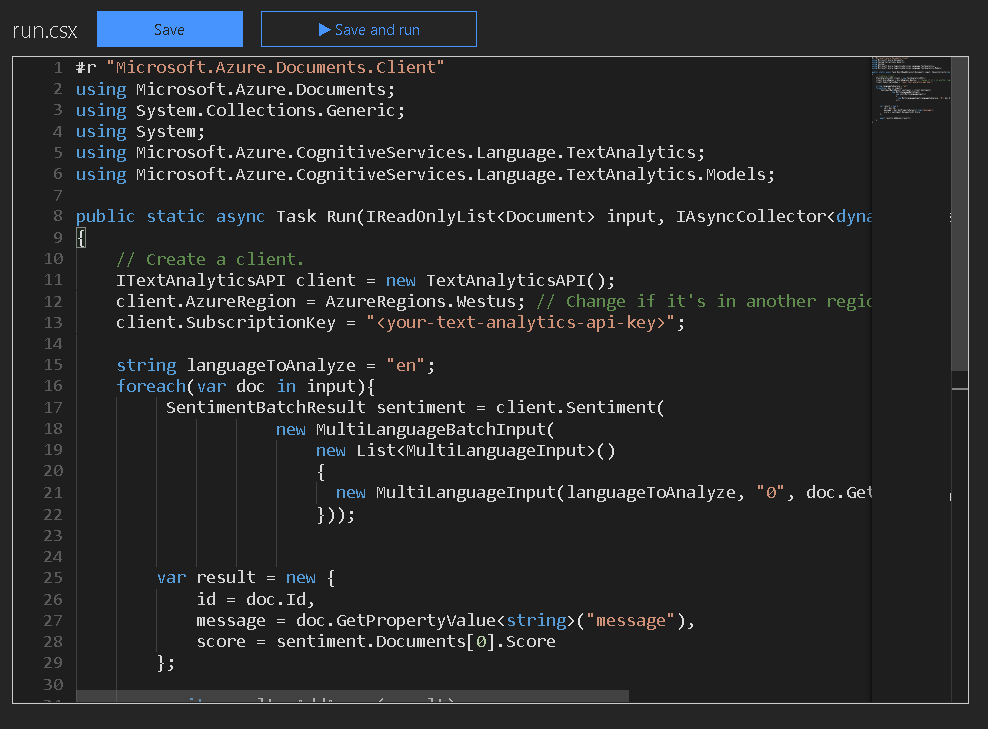 run.csx
Save
Save and run
1 #r "Microsoft.Azure.Documents.Client"
2 using Microsoft.Azure.Documents;
3 using System.Collections.Generic;
4 using System;
5 using Microsoft.Azure.CognitiveServices.Language.TextAnalytics;
6 using Microsoft.Azure.CognitiveServices.Language.TextAnalytics.Models;
7
8 public static async Task Run(IReadOnlyList<Document> input, IAsyncCollector<dyna
9 {
10 // Create a client.
11 ITextAnalyticsAPI client = new TextAnalyticsAPI();
12 client.AzureRegion = AzureRegions.Westus; // Change if it's in another regio
13 client.SubscriptionKey = "<your-text-analytics-api-key>";
14
15 string languageToAnalyze = "en";
16 foreach(var doc in input){
17 SentimentBatchResult sentiment = client.Sentiment(
18 new MultiLanguageBatchInput(
19 new List<MultiLanguageInput>()
20 {
21 new MultiLanguageInput(languageToAnalyze, "0", doc.Get
22 }));
23
24
25 var result = new {
26 id = doc.Id,
27 message = doc.GetPropertyValue<string>("message"),
28 score = sentiment.Documents[0].Score
29 };
30